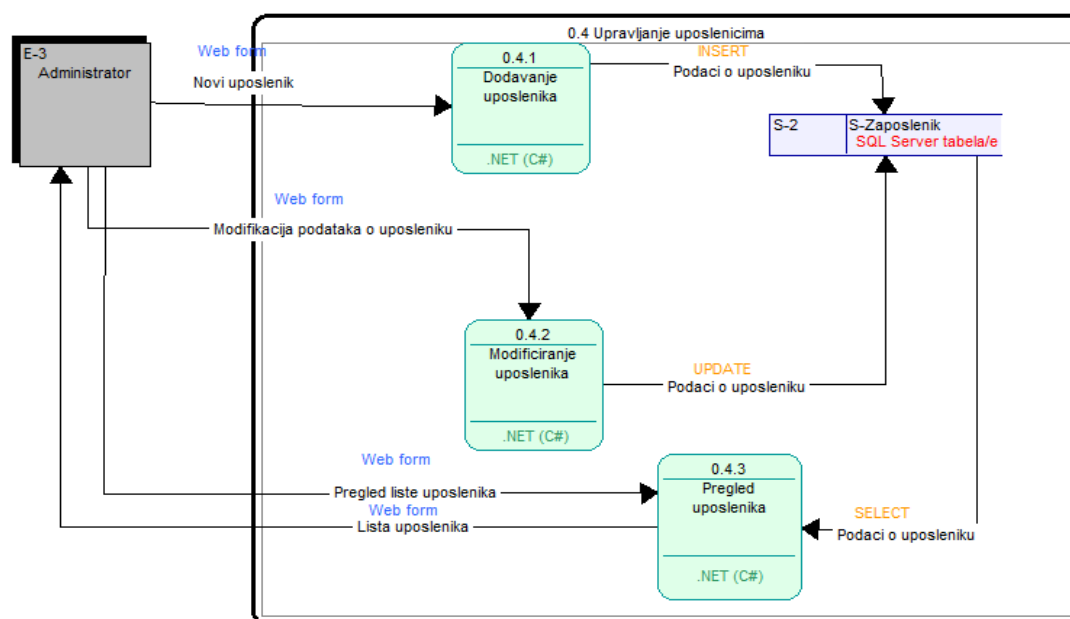 0.4 Upravljanje uposlenicima
E-3
Administrator
Web form
Novi uposlenik
0.4.1
Dodavanje
uposlenika
.NET (C#)
INSERT
Podaci o uposleniku
S-2
S-Zaposlenik
SQL Server tabela/e
Web form
Modifikacija podataka o uposleniku
0.4.2
Modificiranje
uposlenika
.NET (C#)
UPDATE
Podaci o uposleniku
Web form
Pregled liste uposlenika
Web form
Lista uposlenika
0.4.3
Pregled
uposlenika
.NET (C#)
SELECT
Podaci o uposleniku